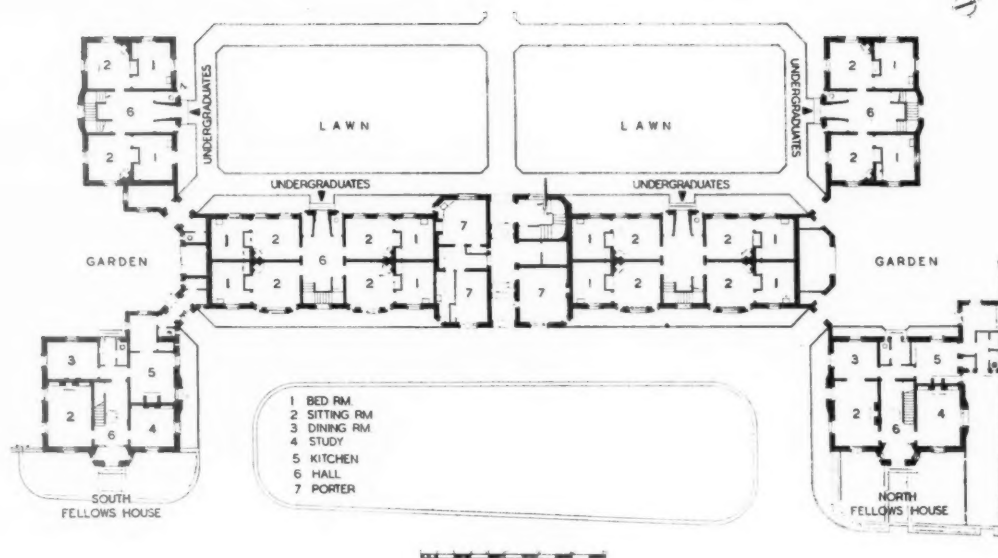 2 1
6
2 1
UNDERGRADUATES
LAWN
LAWN
UNDERGRADUATES
2 1
6
2 1
UNDERGRADUATES
UNDERGRADUATES
GARDEN
1 2 2 1
6
1 2 2 1
7
7
7
1 2 2 1
1 2 2 1
GARDEN
3
5
2
6
4
SOUTH
FELLOWS HOUSE
1 BED RM.
2 SITTING RM
3 DINING RM
4 STUDY
5 KITCHEN
6 HALL
7 PORTER
3
5
2
6
4
NORTH
FELLOWS HOUSE